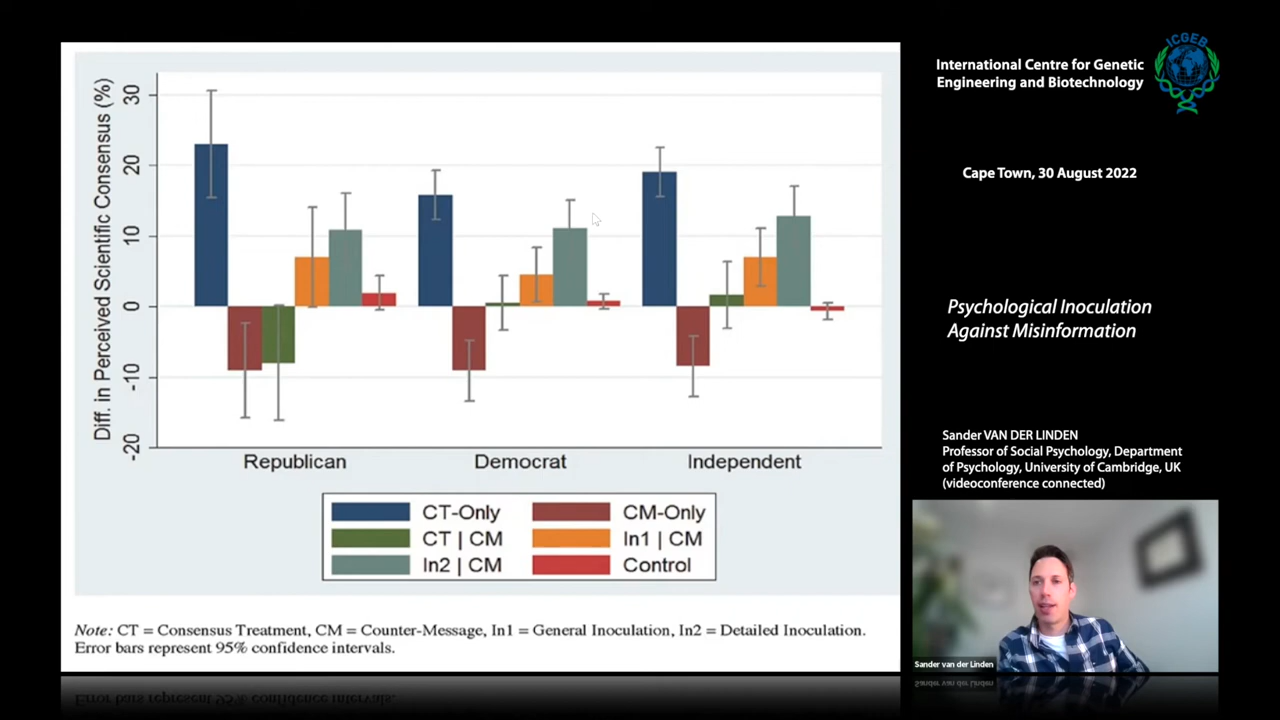 Diff. in Perceived Scientific Consensus (%)
30
20
10
0
-10
-20
Republican
Democrat
Independent
CT-Only
CM-Only
CT | CM
In1 | CM
In2 | CM
Control
Note: CT = Consensus Treatment, CM = Counter-Message, In1 = General Inoculation, In2 = Detailed Inoculation.
Error bars represent 95% confidence intervals.
International Centre for Genetic
Engineering and Biotechnology
ICGEB
Cape Town, 30 August 2022
Psychological Inoculation
Against Misinformation
Sander VAN DER LINDEN
Professor of Social Psychology, Department
of Psychology, University of Cambridge, UK
(videoconference connected)
Sander van der Linden